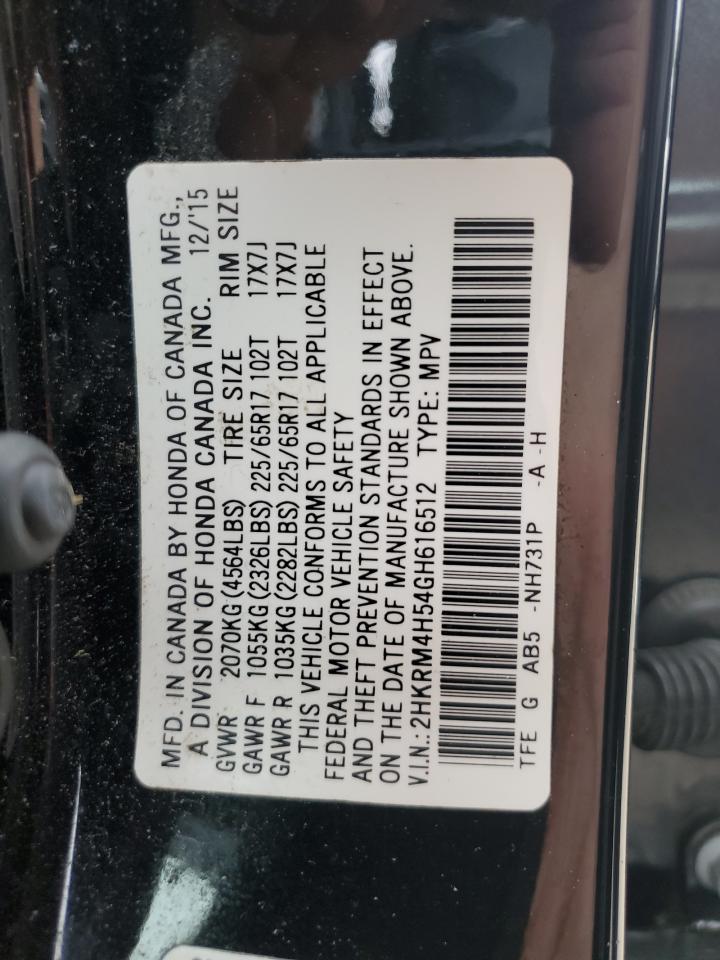 MFD. IN CANADA BY HONDA OF CANADA MFG.,
A DIVISION OF HONDA CANADA INC. 12/'15
GVWR 2070KG(4564LBS) TIRE SIZE RIM SIZE
GAWR F 1055KG(2326LBS) 225/65R17 102T 17X7J
GAWR R 1035KG(2282LBS) 225/65R17 102T 17X7J
THIS VEHICLE CONFORMS TO ALL APPLICABLE
FEDERAL MOTOR VEHICLE SAFETY
AND THEFT PREVENTION STANDARDS IN EFFECT
ON THE DATE OF MANUFACTURE SHOWN ABOVE.
V.I.N.: 2HKRM4H54GH616512 TYPE: MPV
TFE G AB5 -NH731P -A -H